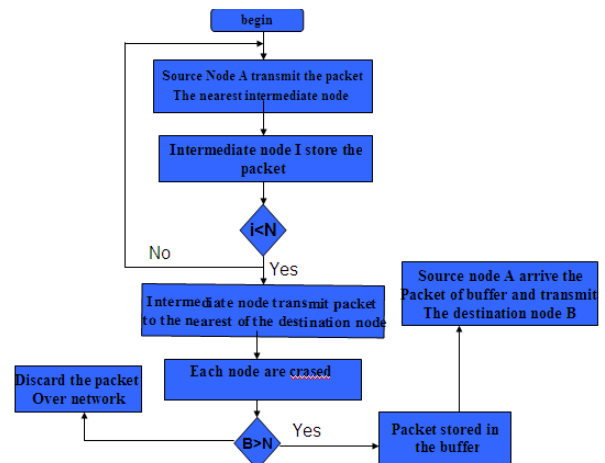 begin
Source Node A transmit the packet
The nearest intermediate node
Intermediate node I store the
packet
i<N
No
Yes
Intermediate node transmit packet
to the nearest of the destination node
Each node are crased
B>N
Yes
Discard the packet
Over network
Packet stored in
the buffer
Source node A arrive the
Packet of buffer and transmit
The destination node B